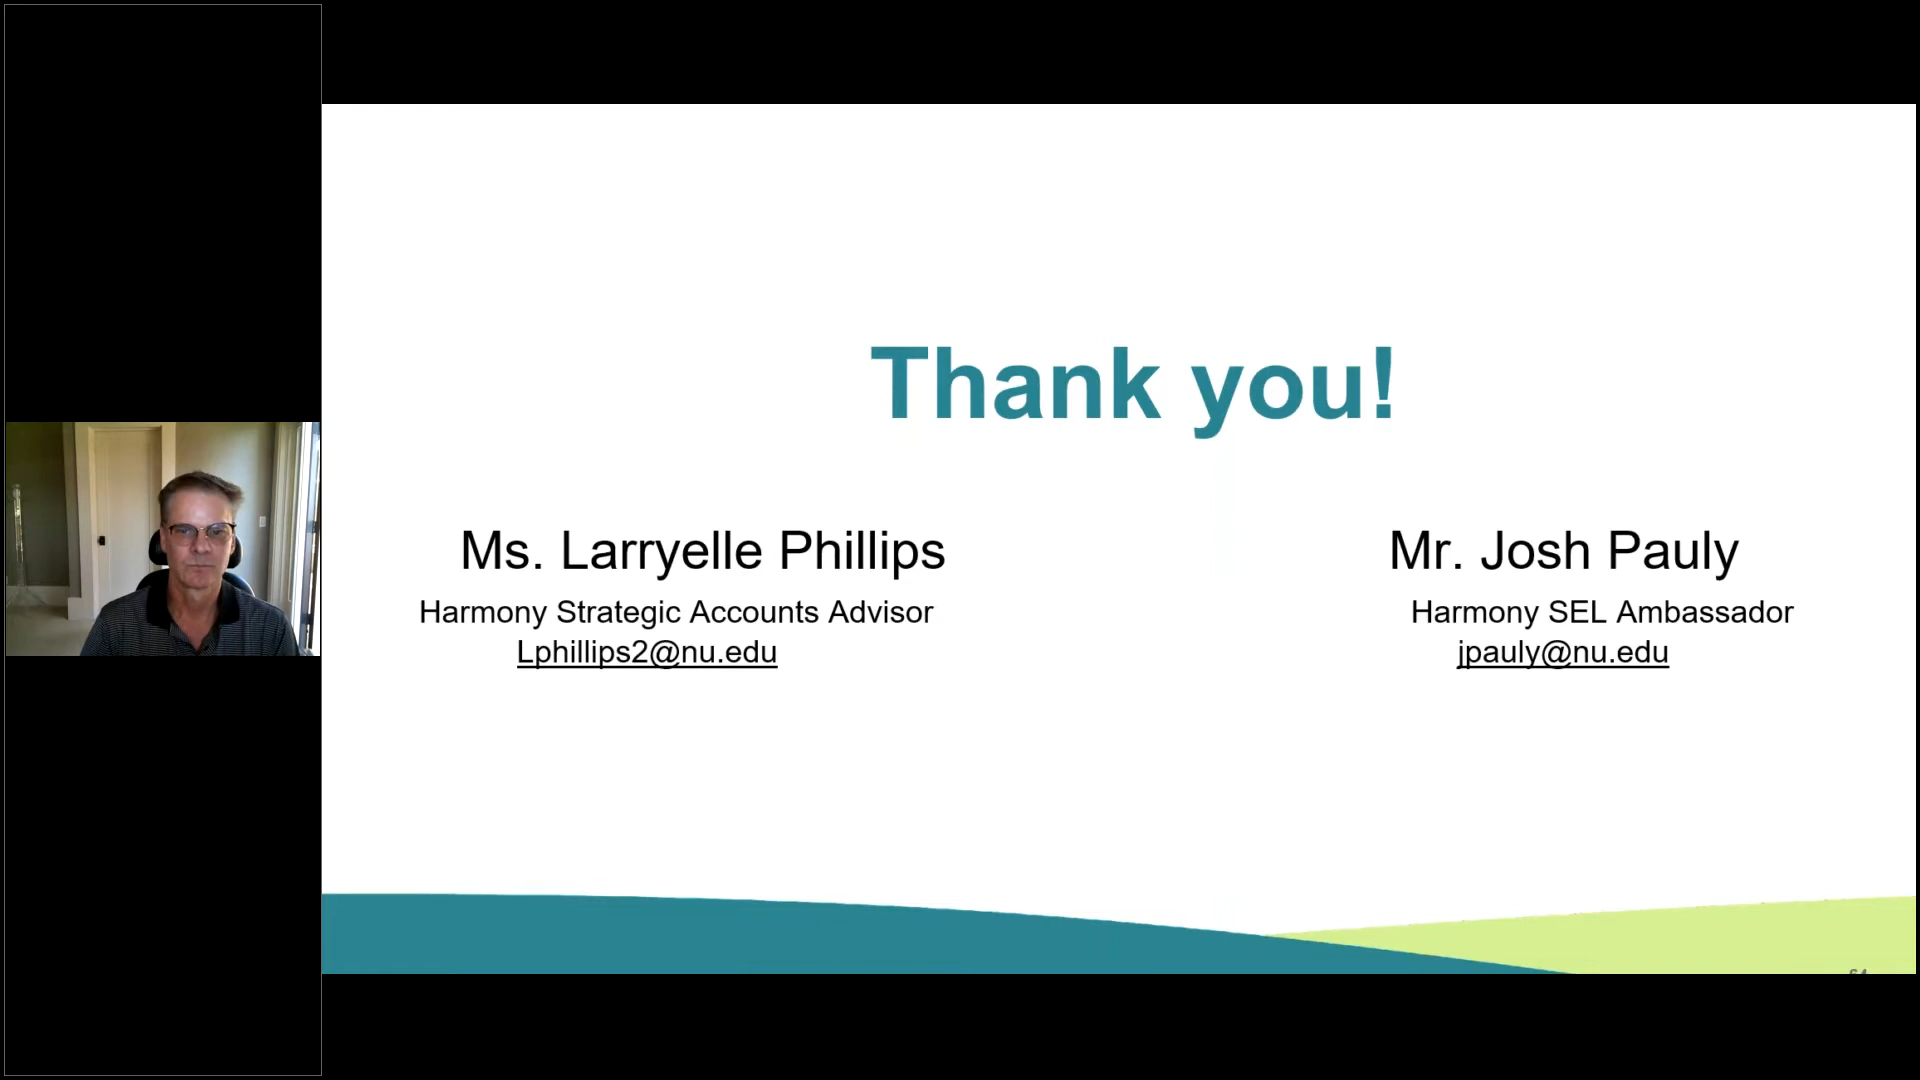 Thank you!
Ms. Larryelle Phillips
Harmony Strategic Accounts Advisor
Lphillips2@nu.edu
Mr. Josh Pauly
Harmony SEL Ambassador
jpauly@nu.edu